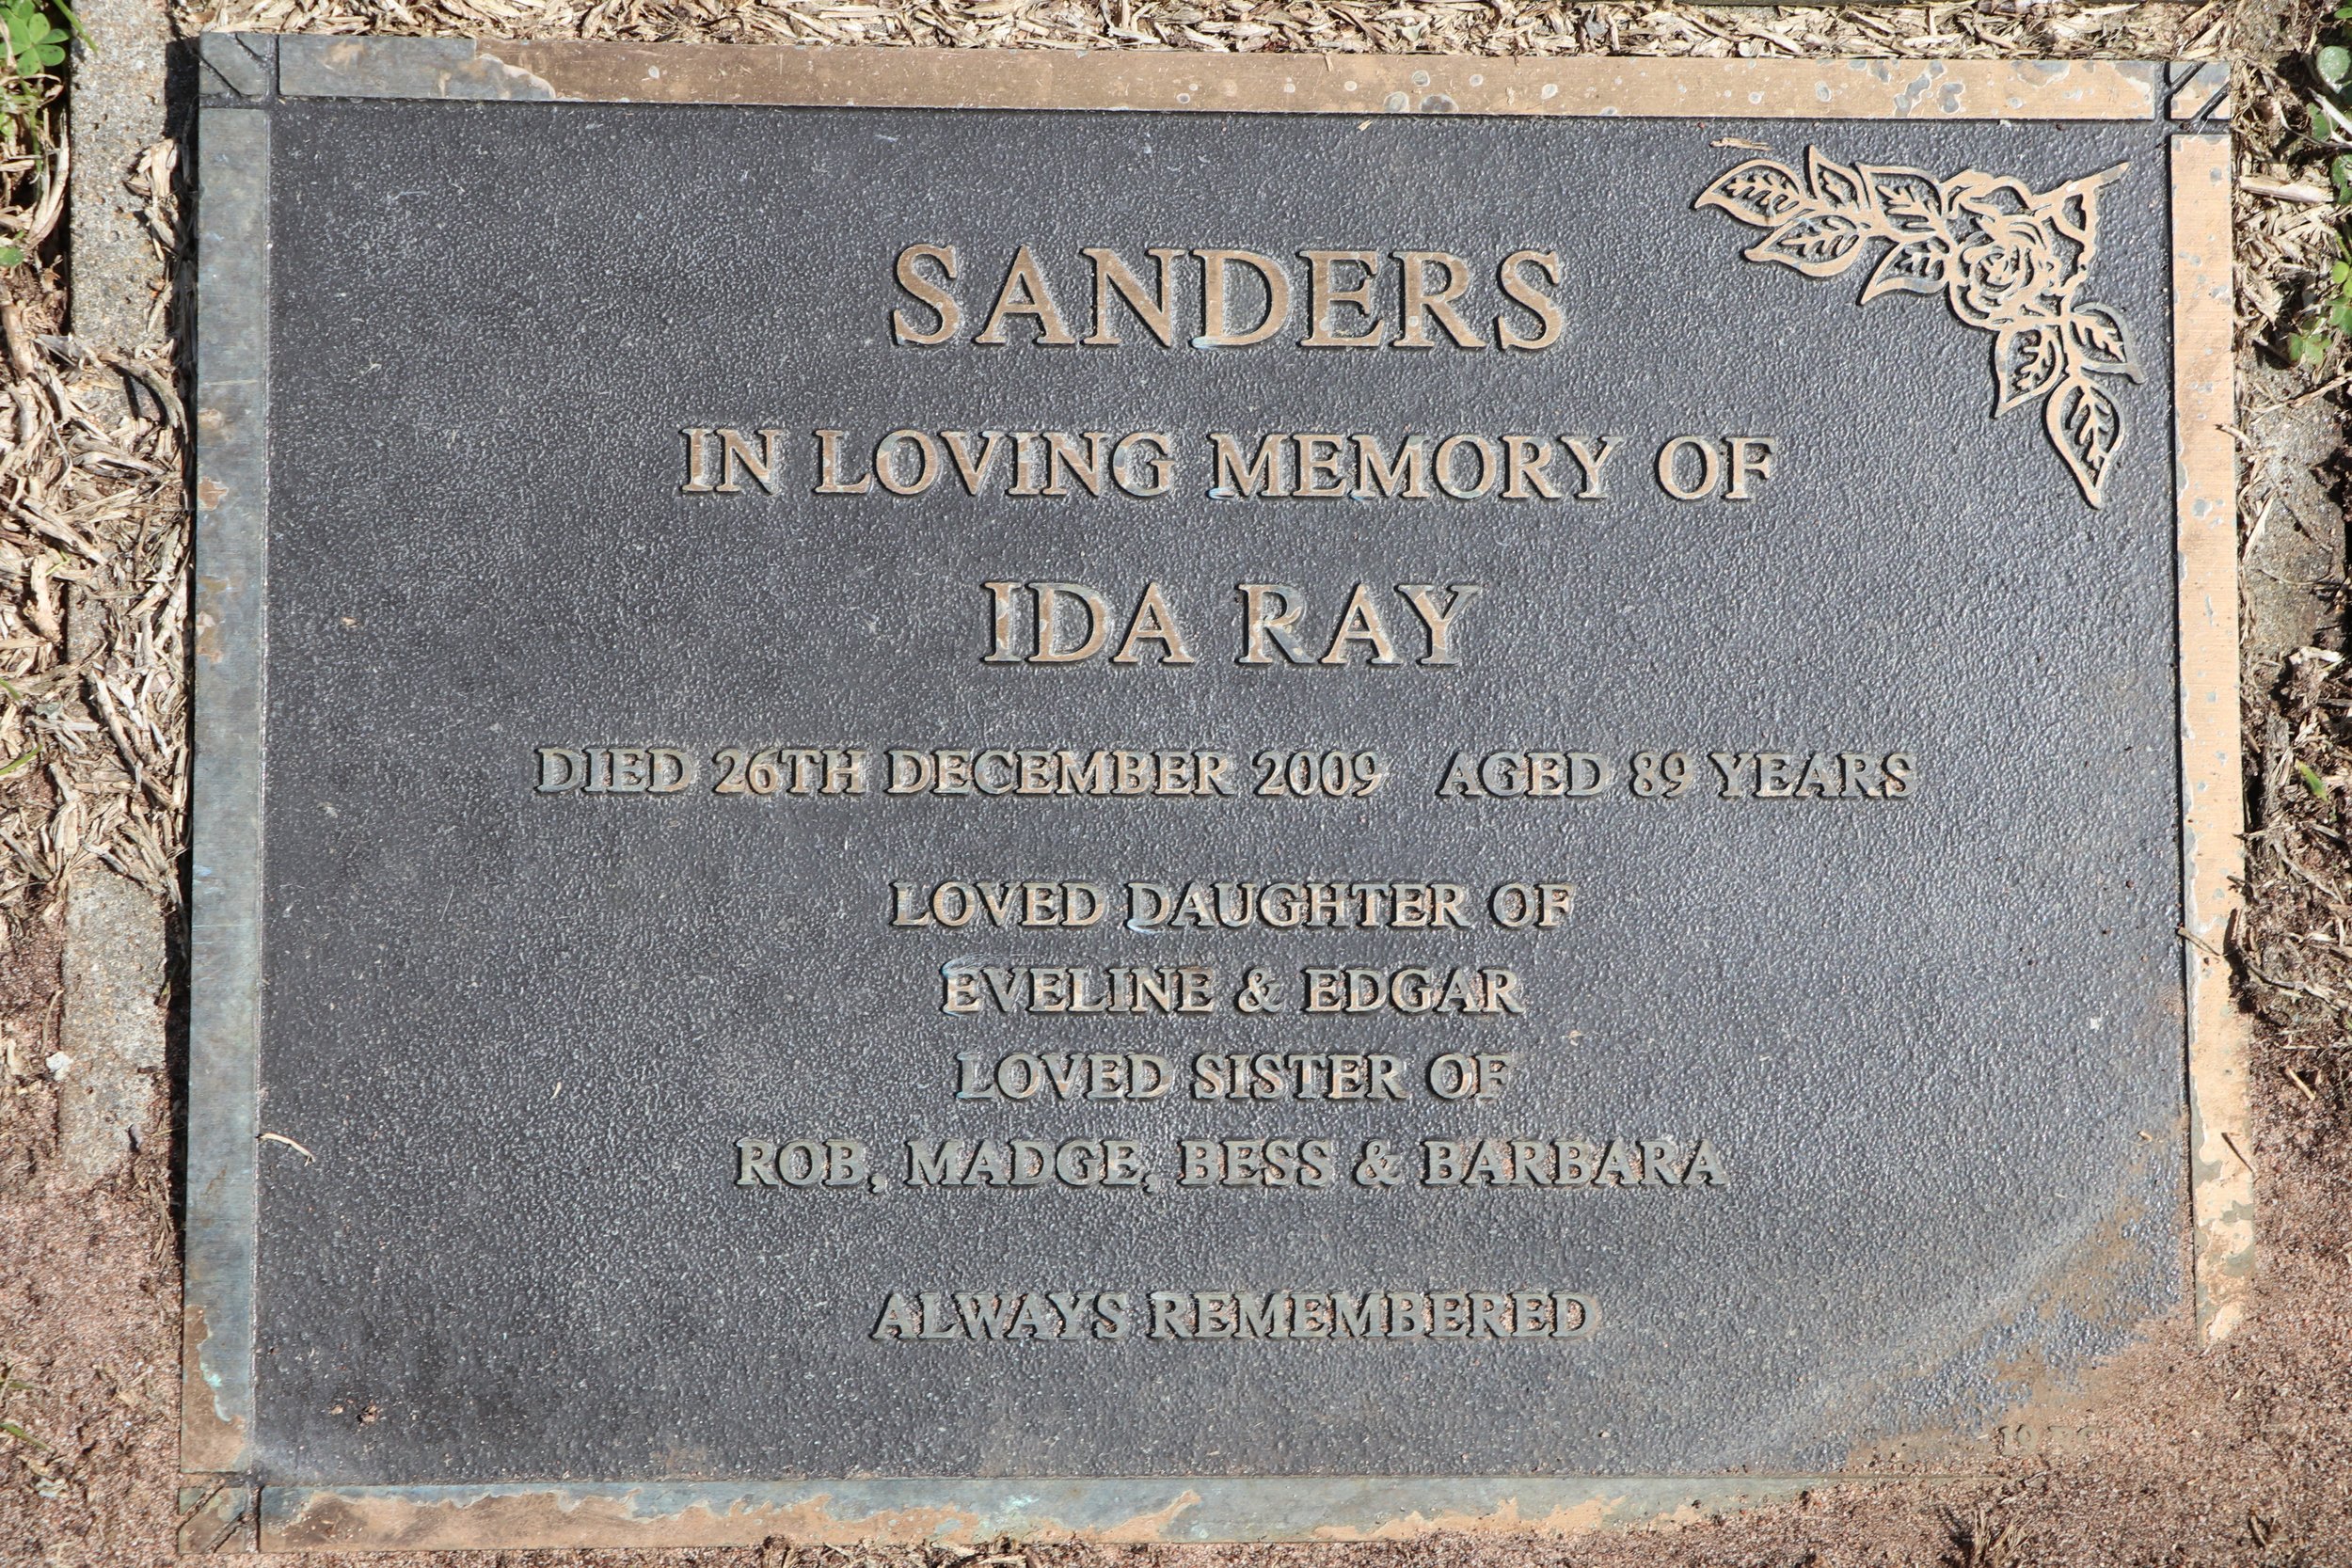 SANDERS
IN LOVING MEMORY OF
IDA RAY
DIED 26TH DECEMBER 2009 AGED 89 YEARS
LOVED DAUGHTER OF
EVELINE & EDGAR
LOVED SISTER OF
ROB, MADGE, BESS & BARBARA
ALWAYS REMEMBERED